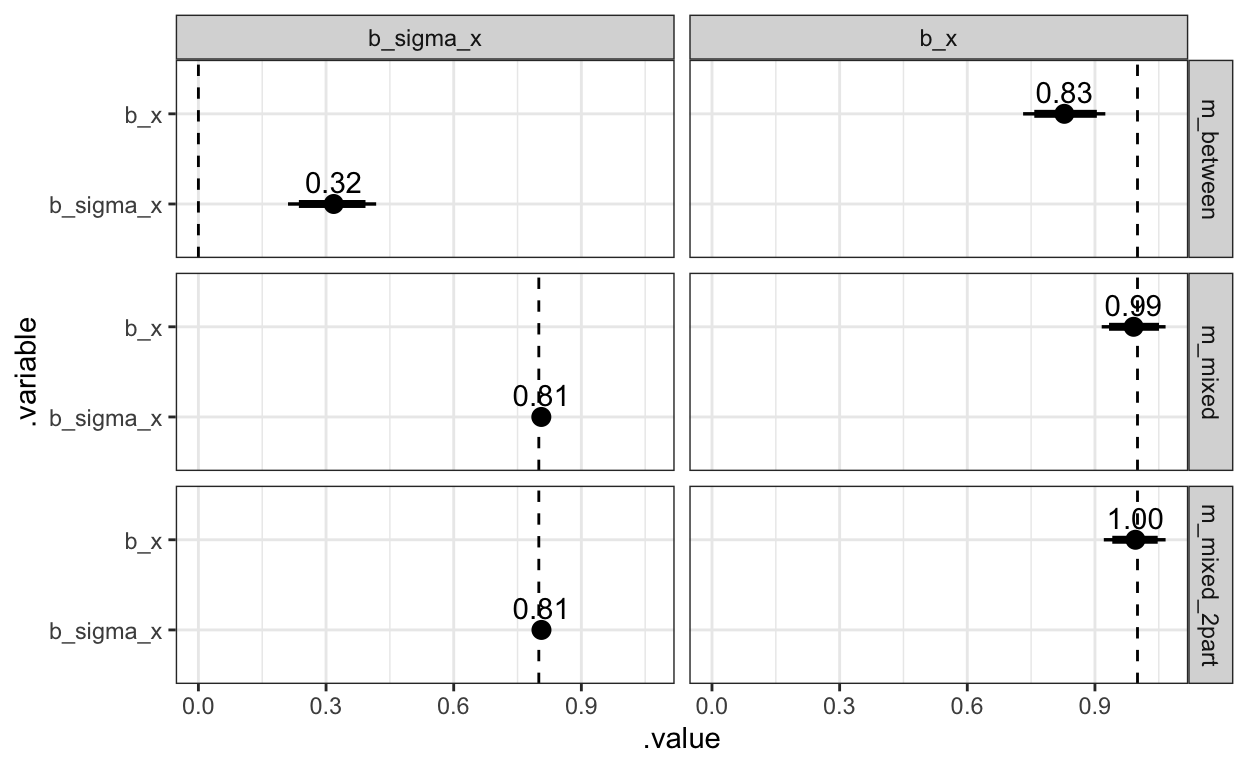 b_sigma_x
b_x
b_x
0.83
0.32
b_sigma_x
m_between
b_x
0.99
0.81
b_sigma_x
m_mixed
.variable
b_x
1.00
0.81
b_sigma_x
m_mixed_2part
0.0 0.3 0.6 0.9
0.0 0.3 0.6 0.9
.value